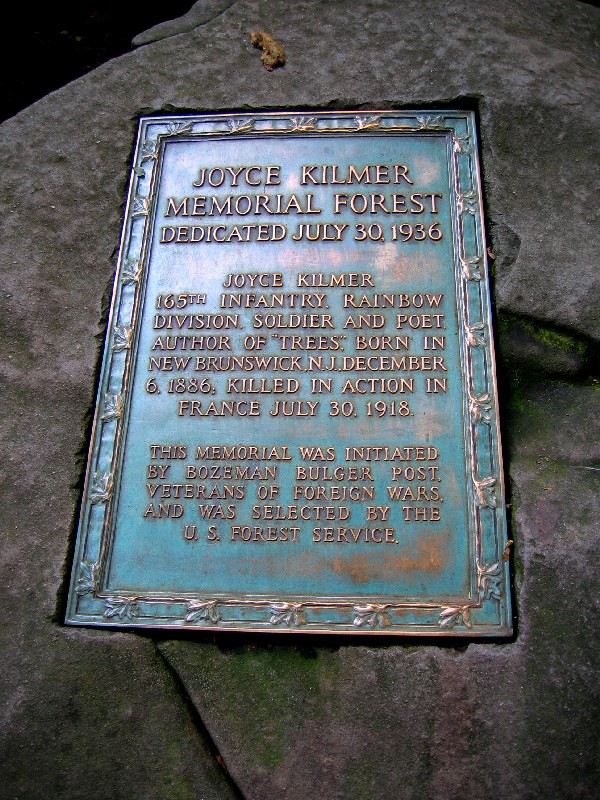 JOYCE KILMER
MEMORIAL FOREST
DEDICATED JULY 30, 1936
JOYCE KILMER
165TH INFANTRY, RAINBOW
DIVISION, SOLDIER AND POET,
AUTHOR OF "TREES". BORN IN
NEW BRUNSWICK, N.J. DECEMBER
6, 1886; KILLED IN ACTION IN
FRANCE JULY 30, 1918.
THIS MEMORIAL WAS INITIATED
BY BOZEMAN BULGER POST,
VETERANS OF FOREIGN WARS,
AND WAS SELECTED BY THE
U. S. FOREST SERVICE.